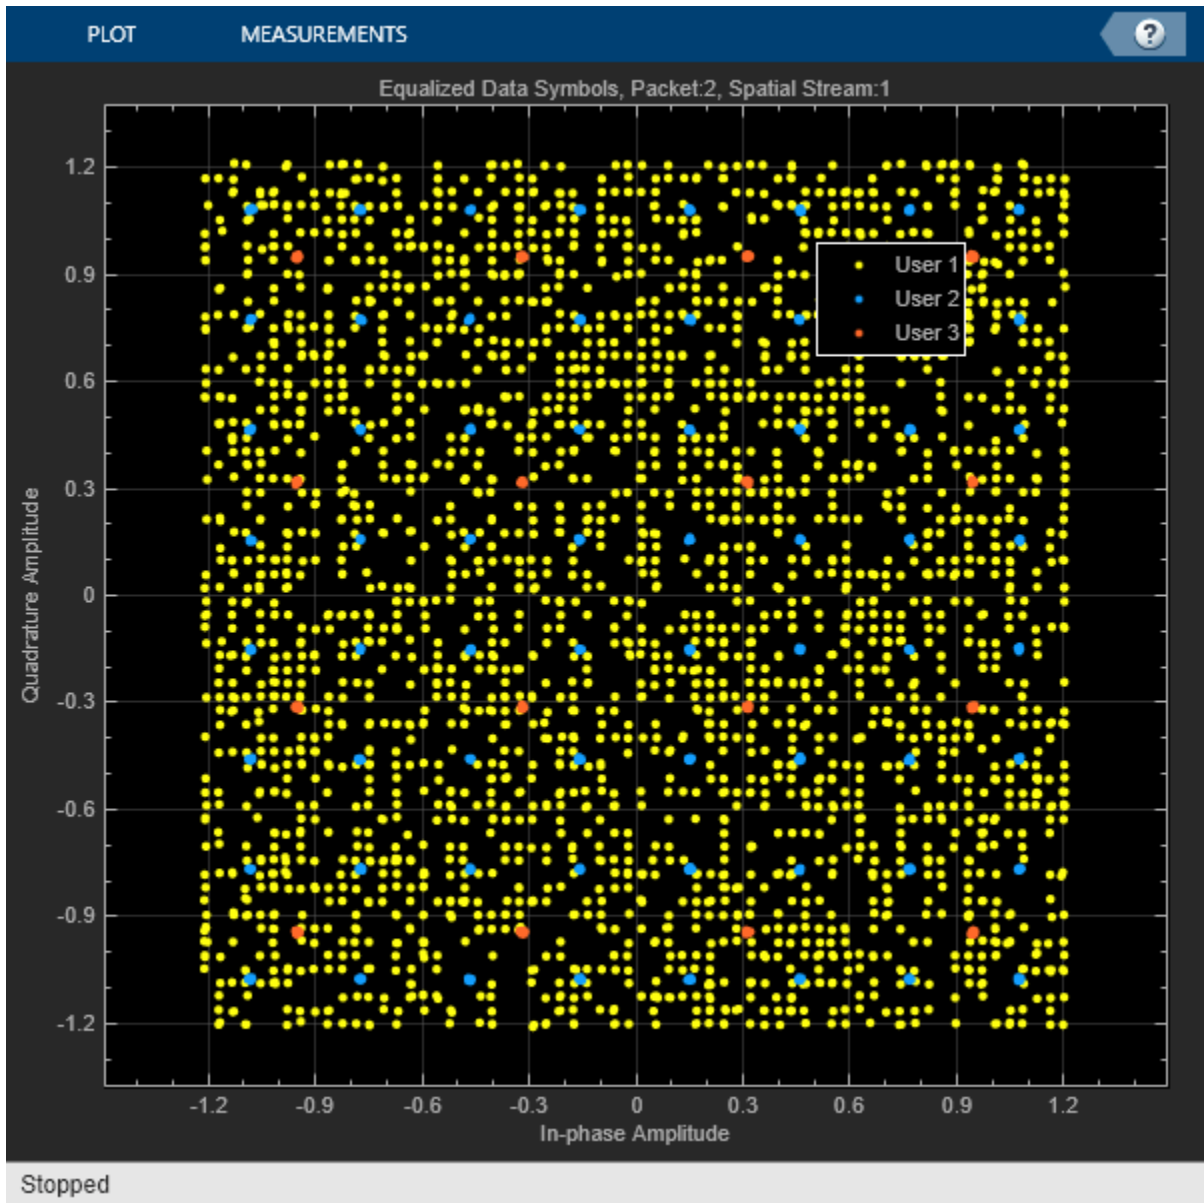 PLOT MEASUREMENTS ?
Equalized Data Symbols, Packet:2, Spatial Stream:1
1.2
0.9
0.6
0.3
0
-0.3
-0.6
-0.9
-1.2
Quadrature Amplitude
User 1
User 2
User 3
-1.2 -0.9 -0.6 -0.3 0 0.3 0.6 0.9 1.2
In-phase Amplitude
Stopped